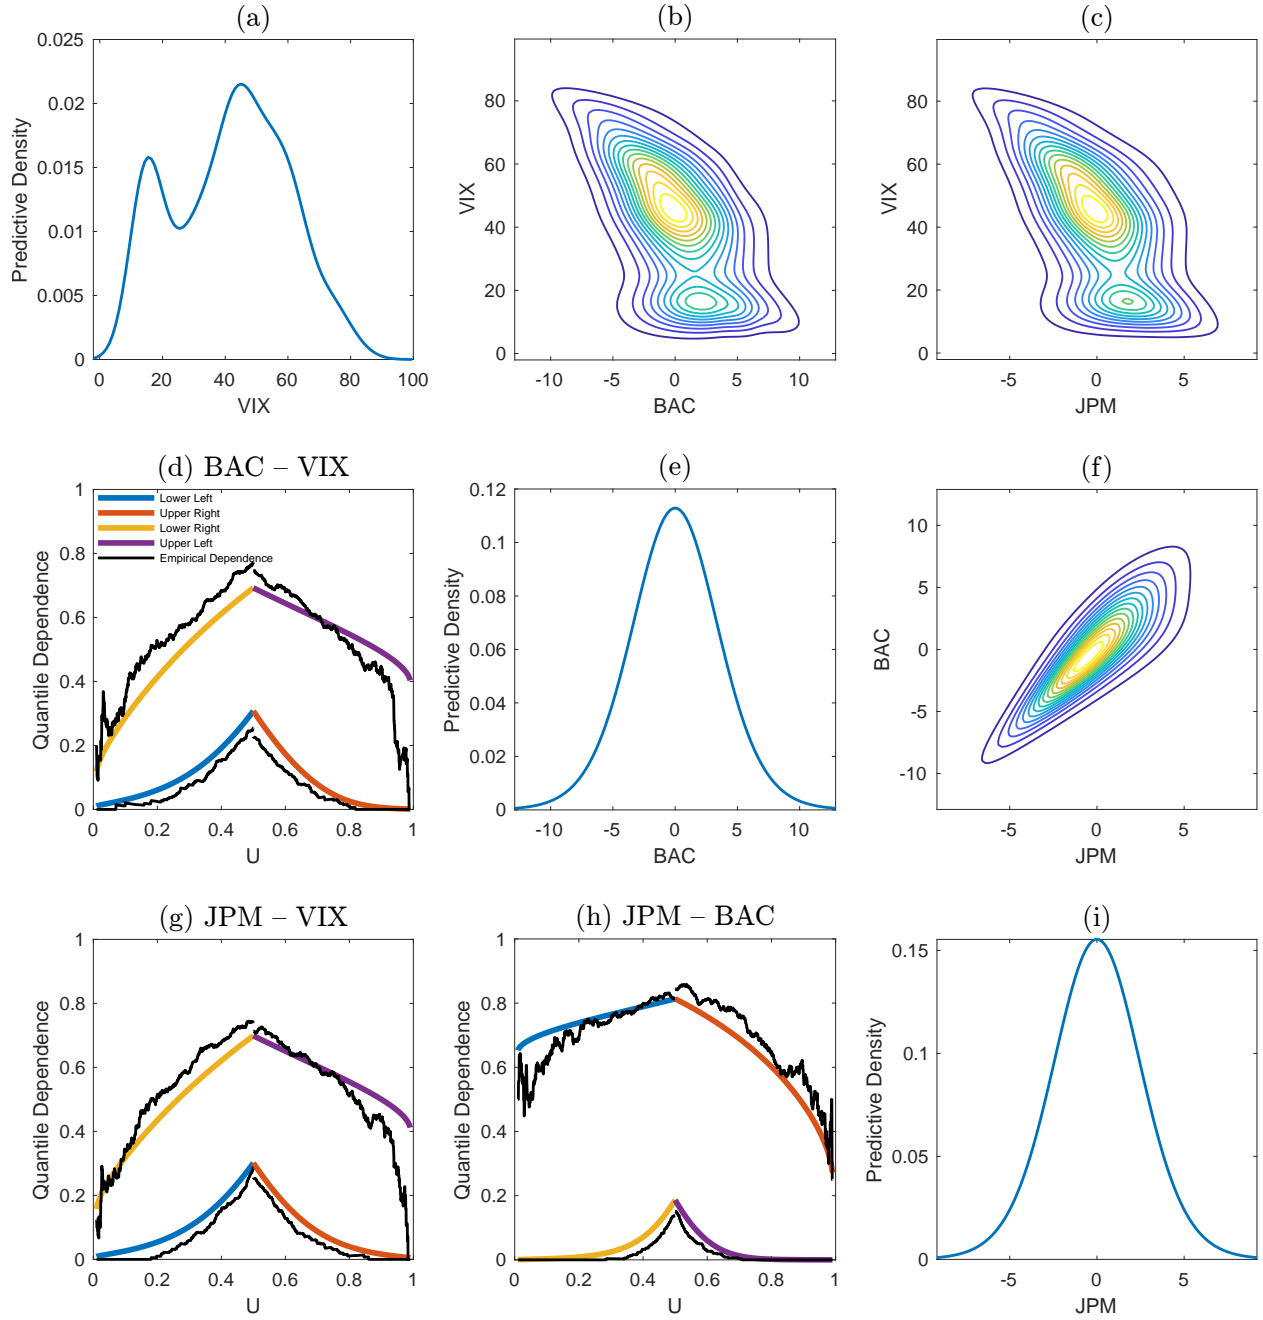 (a)
0.025
0.02
0.015
0.01
0.005
0
0 20 40 60 80 100
Predictive Density
VIX
(b)
80
60
40
20
0
-10 -5 0 5 10
VIX
BAC
(c)
80
60
40
20
0
-5 0 5
VIX
JPM
(d) BAC – VIX
1
0.8
0.6
0.4
0.2
0
0 0.2 0.4 0.6 0.8 1
Quantile Dependence
U
Lower Left
Upper Right
Lower Right
Upper Left
Empirical Dependence
(e)
0.12
0.1
0.08
0.06
0.04
0.02
0
-10 -5 0 5 10
Predictive Density
BAC
(f)
10
5
0
-5
-10
-5 0 5
BAC
JPM
(g) JPM – VIX
1
0.8
0.6
0.4
0.2
0
0 0.2 0.4 0.6 0.8 1
Quantile Dependence
U
(h) JPM – BAC
1
0.8
0.6
0.4
0.2
0
0 0.2 0.4 0.6 0.8 1
Quantile Dependence
U
(i)
0.15
0.1
0.05
0
-5 0 5
Predictive Density
JPM